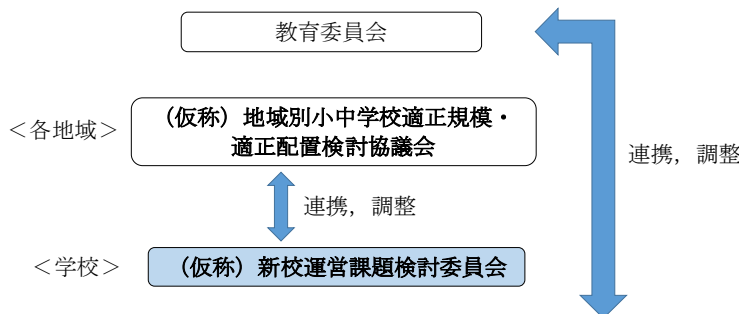 教育委員会
＜各地域＞
（仮称）地域別小中学校適正規模・
適正配置検討協議会
連携，調整
連携，調整
＜学校＞
（仮称）新校運営課題検討委員会